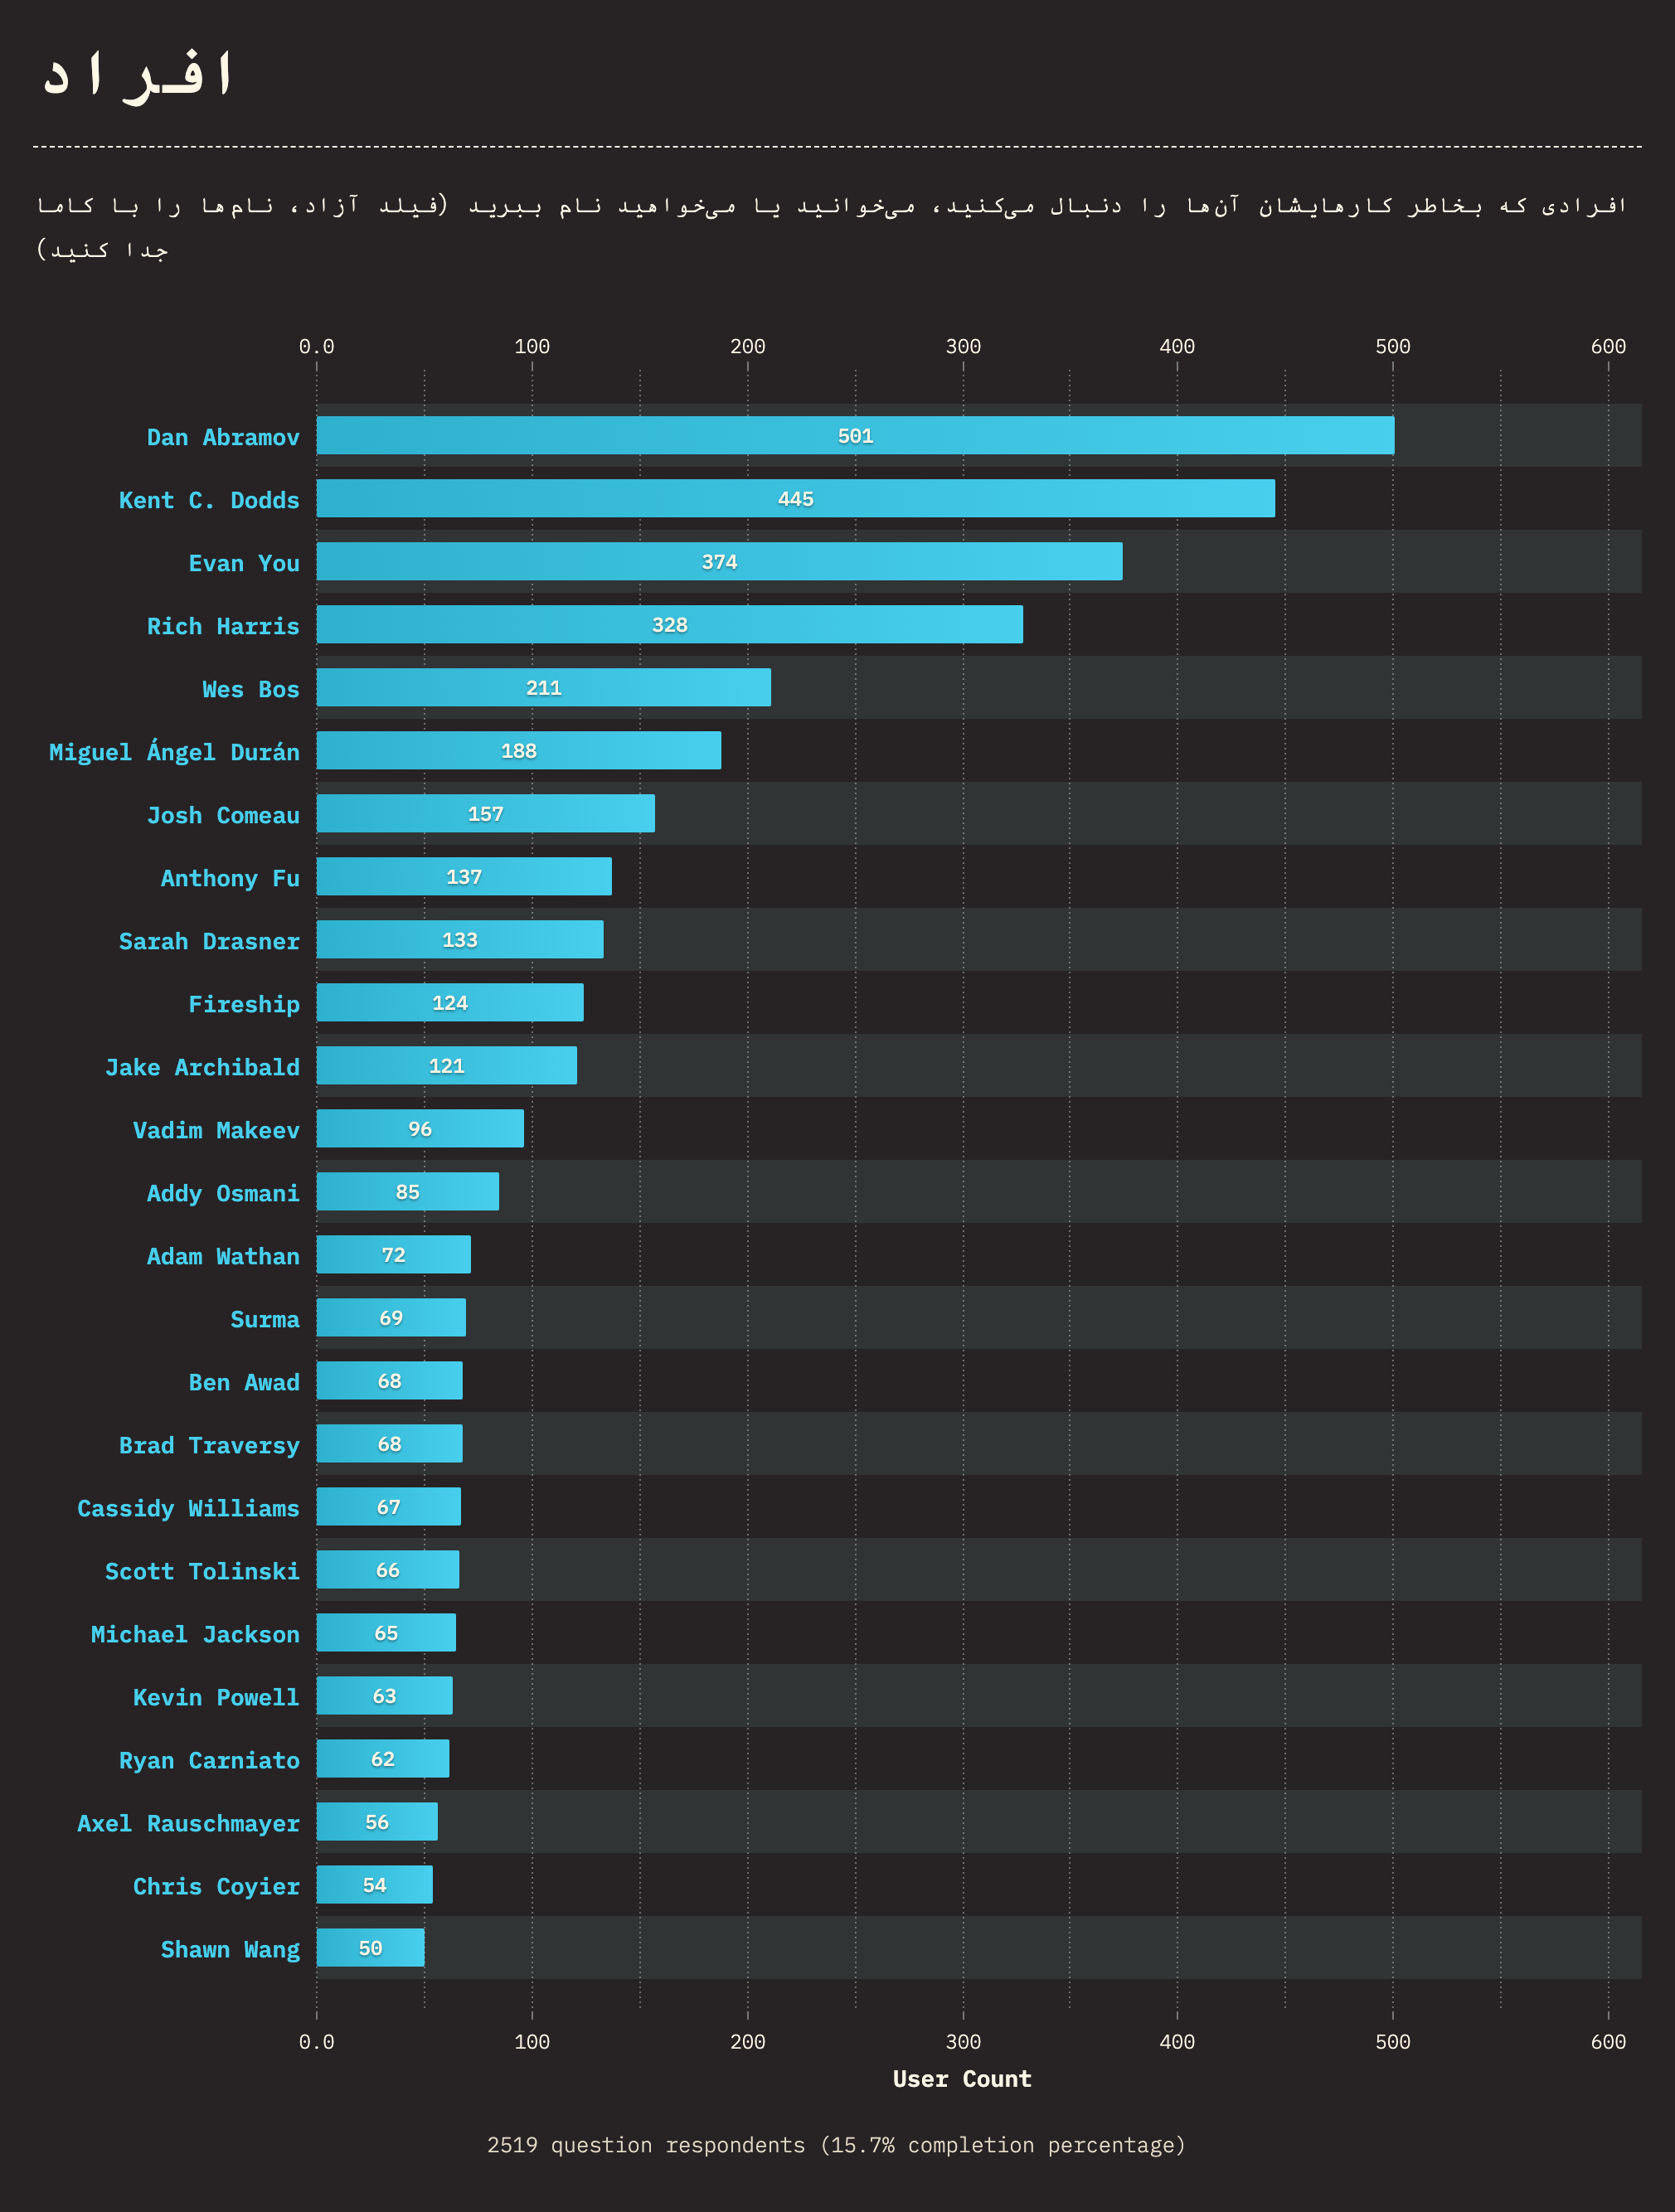 افراد
افرادی که بخاطر کارهایشان آن‌ها را دنبال می‌کنید، می‌خوانید یا می‌خواهید نام ببرید (فیلد آزاد، نام‌ها را با کاما
جدا کنید)
0.0 100 200 300 400 500 600
Dan Abramov 501
Kent C. Dodds 445
Evan You 374
Rich Harris 328
Wes Bos 211
Miguel Ángel Durán 188
Josh Comeau 157
Anthony Fu 137
Sarah Drasner 133
Fireship 124
Jake Archibald 121
Vadim Makeev 96
Addy Osmani 85
Adam Wathan 72
Surma 69
Ben Awad 68
Brad Traversy 68
Cassidy Williams 67
Scott Tolinski 66
Michael Jackson 65
Kevin Powell 63
Ryan Carniato 62
Axel Rauschmayer 56
Chris Coyier 54
Shawn Wang 50
0.0 100 200 300 400 500 600
User Count
2519 question respondents (15.7% completion percentage)